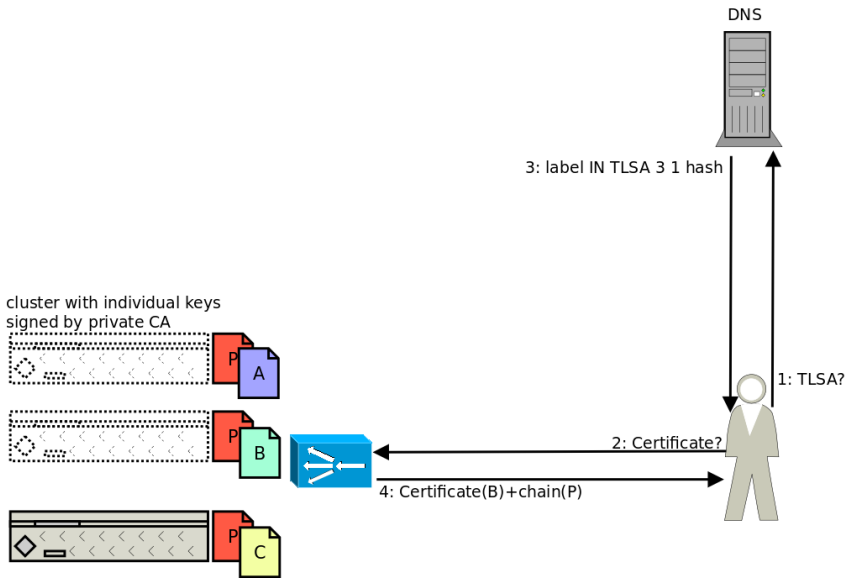 DNS
3: label IN TLSA 3 1 hash
cluster with individual keys
signed by private CA
P
A
1: TLSA?
P
B
2: Certificate?
4: Certificate(B)+chain(P)
P
C